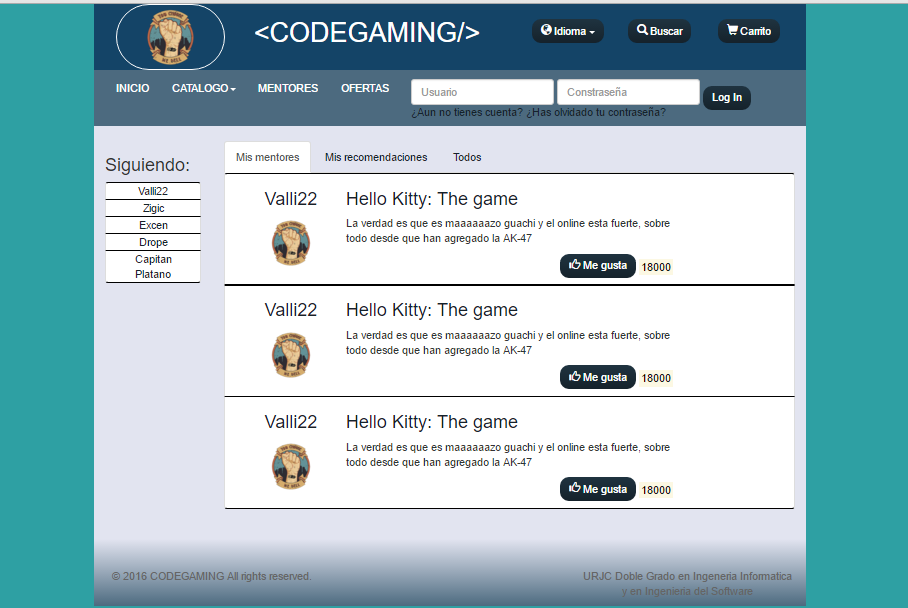 <CODEGAMING/>
Idioma
Buscar
Carrito
INICIO
CATALOGO
MENTORES
OFERTAS
Usuario
Constraseña
Log In
¿Aun no tienes cuenta? ¿Has olvidado tu contraseña?
Siguiendo:
Valli22
Zigic
Excen
Drope
Capitan
Platano
Mis mentores
Mis recomendaciones
Todos
Valli22
Hello Kitty: The game
La verdad es que es maaaaaazo guachi y el online esta fuerte, sobre
todo desde que han agregado la AK-47
Me gusta
18000
Valli22
Hello Kitty: The game
La verdad es que es maaaaaazo guachi y el online esta fuerte, sobre
todo desde que han agregado la AK-47
Me gusta
18000
Valli22
Hello Kitty: The game
La verdad es que es maaaaaazo guachi y el online esta fuerte, sobre
todo desde que han agregado la AK-47
Me gusta
18000
© 2016 CODEGAMING All rights reserved.
URJC Doble Grado en Ingeneria Informatica
y en Ingenieria del Software